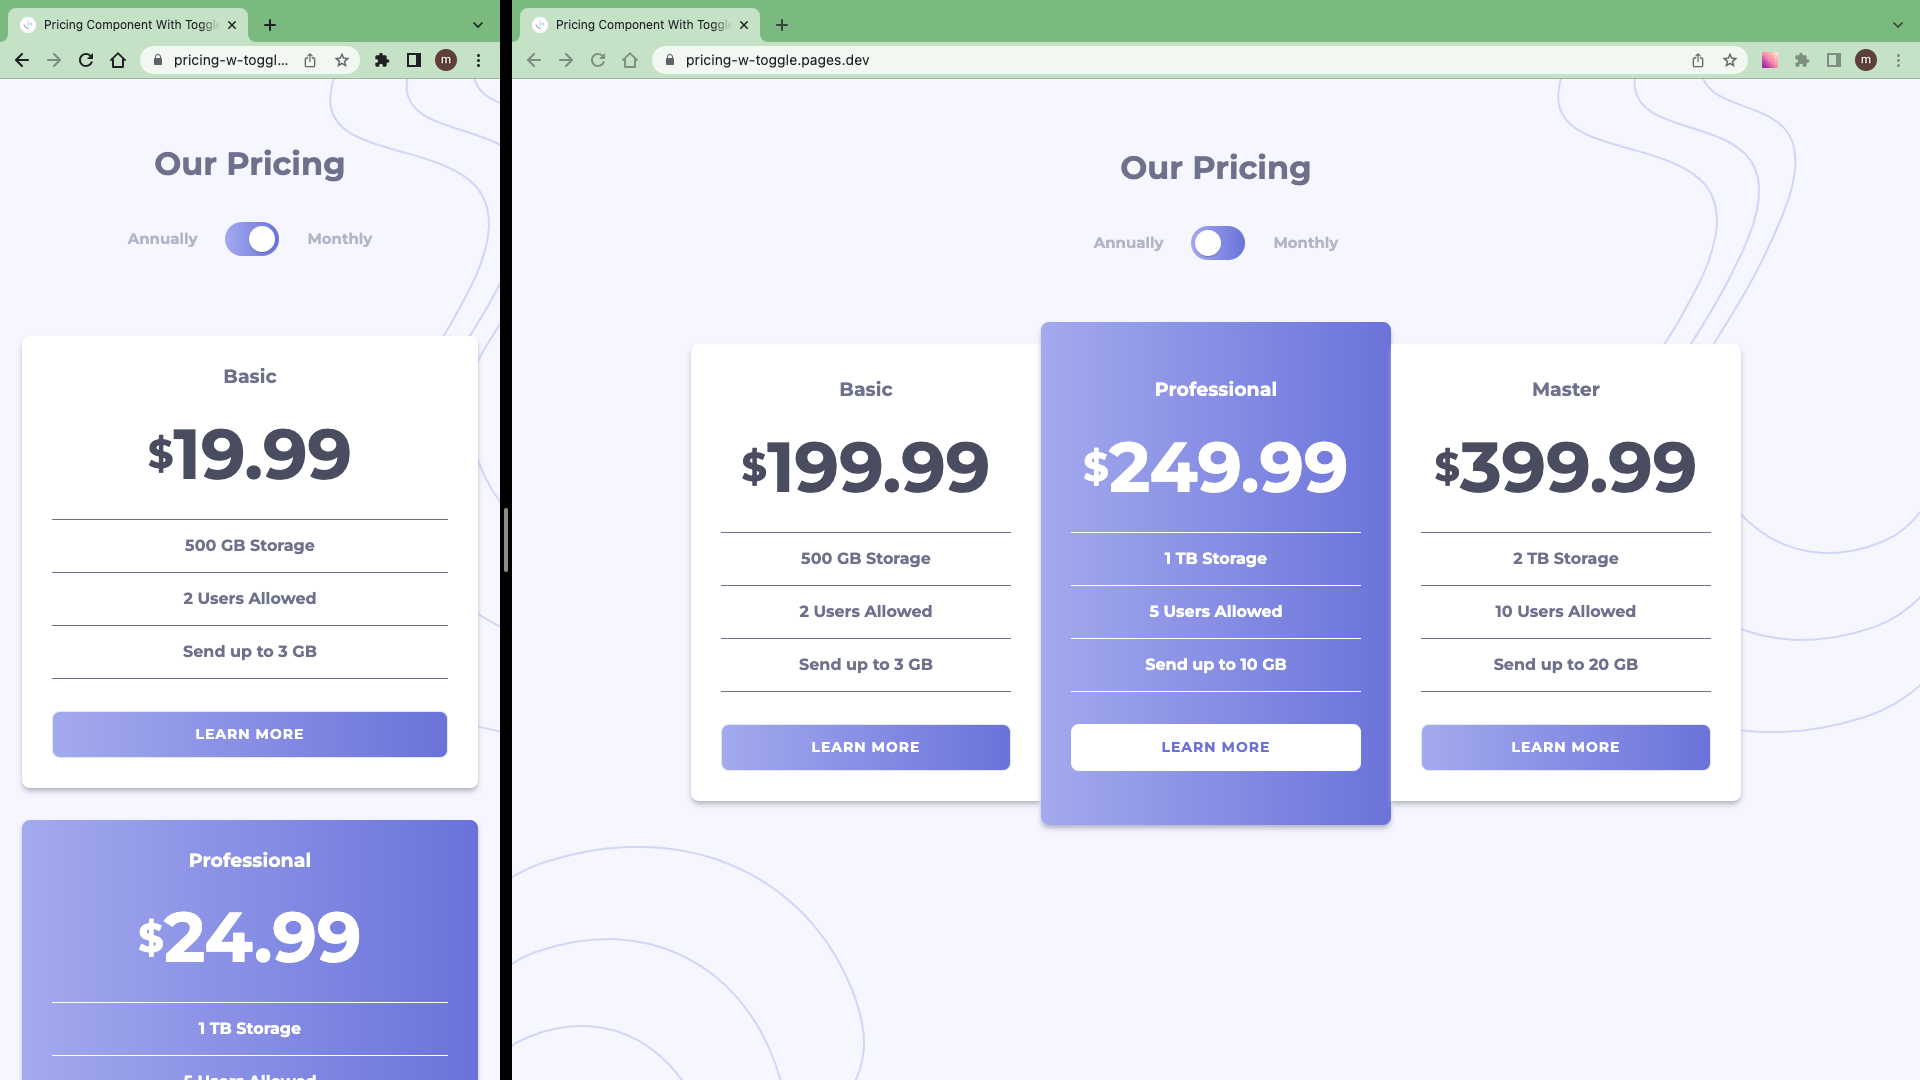 Pricing Component With Toggl
pricing-w-toggl...
m
Our Pricing
Annually Monthly
Basic
$19.99
500 GB Storage
2 Users Allowed
Send up to 3 GB
LEARN MORE
Professional
$24.99
1 TB Storage
5 Users Allowed
Pricing Component With Toggl
pricing-w-toggle.pages.dev
m
Our Pricing
Annually Monthly
Basic
$199.99
500 GB Storage
2 Users Allowed
Send up to 3 GB
LEARN MORE
Professional
$249.99
1 TB Storage
5 Users Allowed
Send up to 10 GB
LEARN MORE
Master
$399.99
2 TB Storage
10 Users Allowed
Send up to 20 GB
LEARN MORE